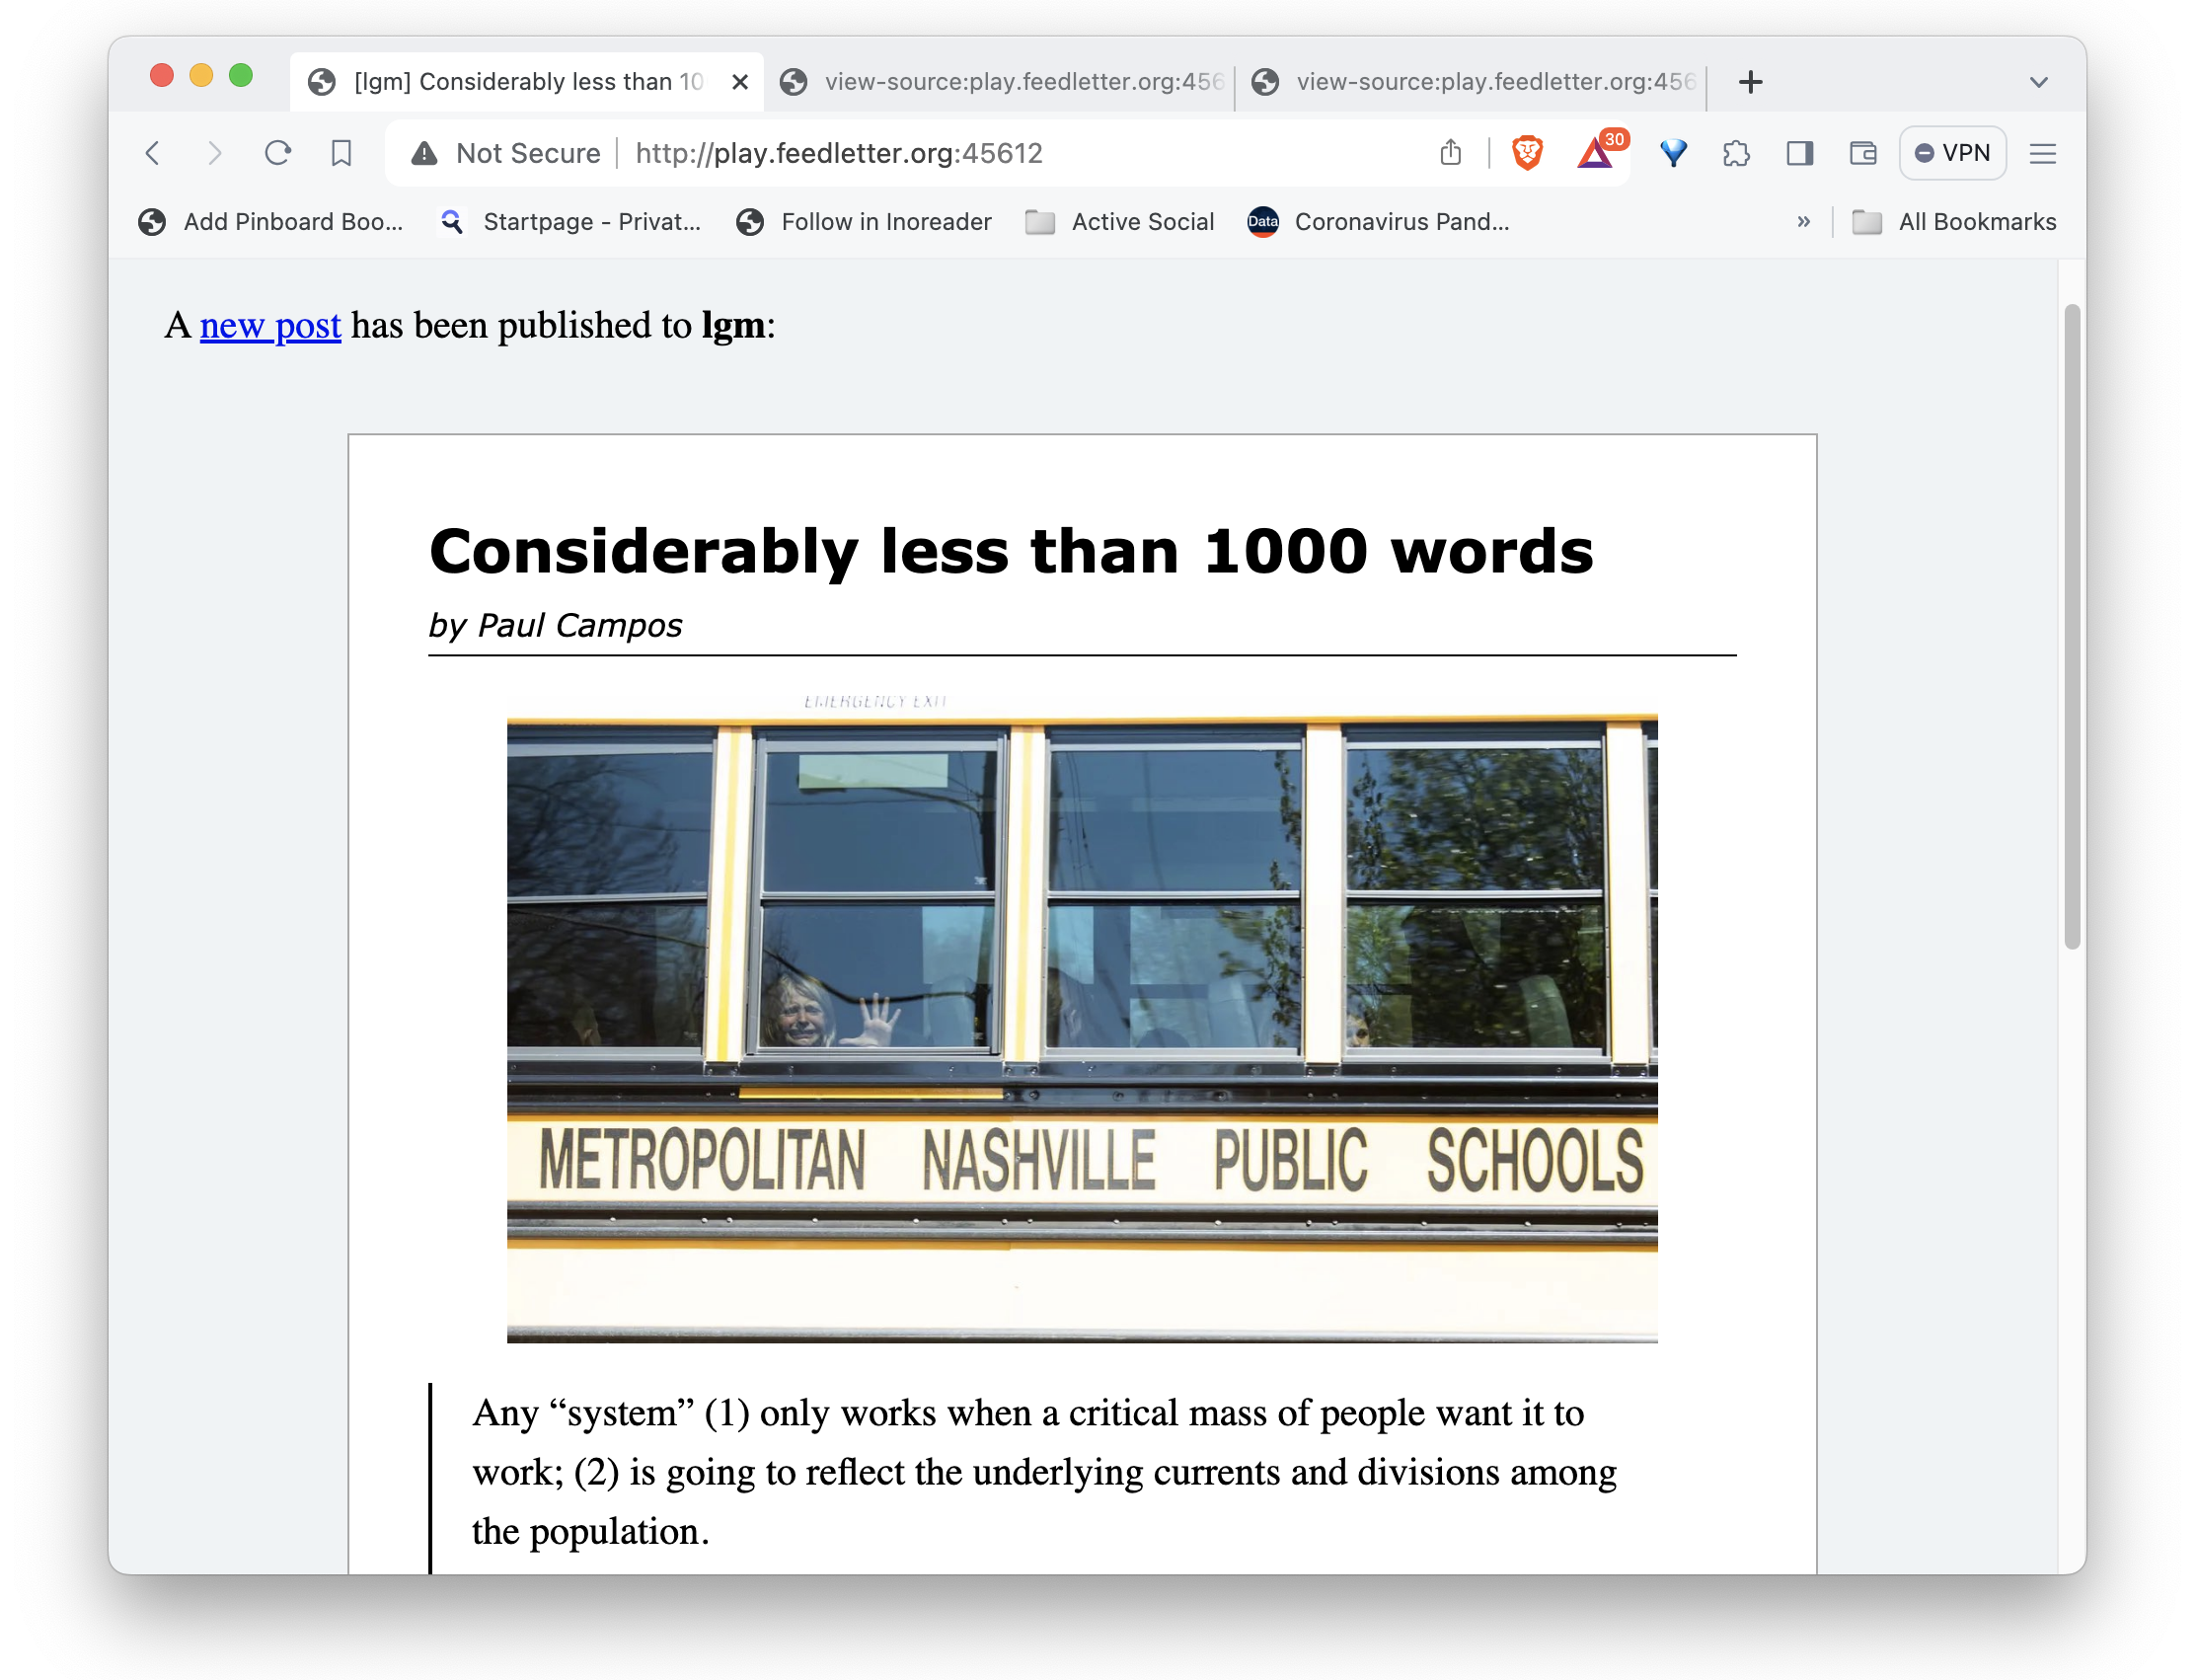 [lgm] Considerably less than 10
view-source:play.feedletter.org:456
view-source:play.feedletter.org:456
Not Secure
http://play.feedletter.org:45612
30
VPN
Add Pinboard Boo...
Startpage - Privat...
Follow in Inoreader
Active Social
Data
Coronavirus Pand...
»
All Bookmarks
A new post has been published to lgm:
Considerably less than 1000 words
by Paul Campos
EMERGENCY EXIT
METROPOLITAN NASHVILLE PUBLIC SCHOOLS
Any “system” (1) only works when a critical mass of people want it to
work; (2) is going to reflect the underlying currents and divisions among
the population.